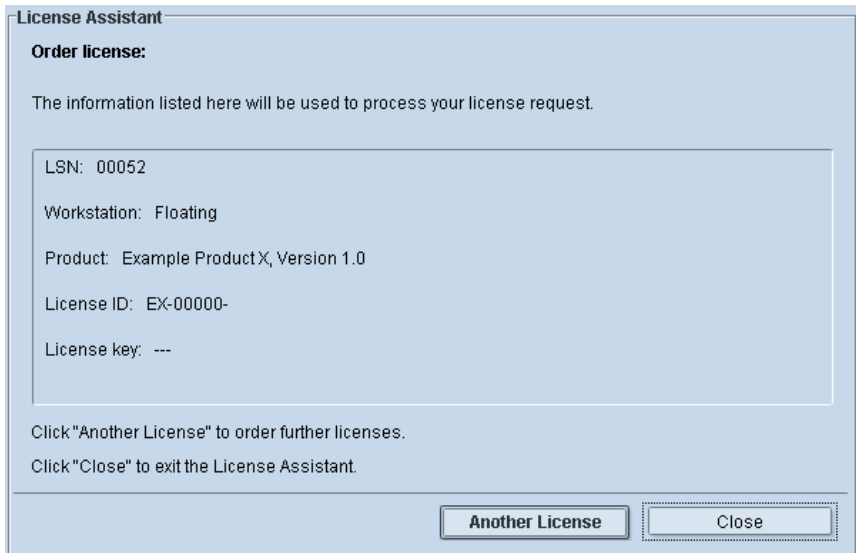 License Assistant
Order license:
The information listed here will be used to process your license request.
LSN: 00052
Workstation: Floating
Product: Example Product X, Version 1.0
License ID: EX-00000-
License key: ---
Click "Another License" to order further licenses.
Click "Close" to exit the License Assistant.
Another License Close